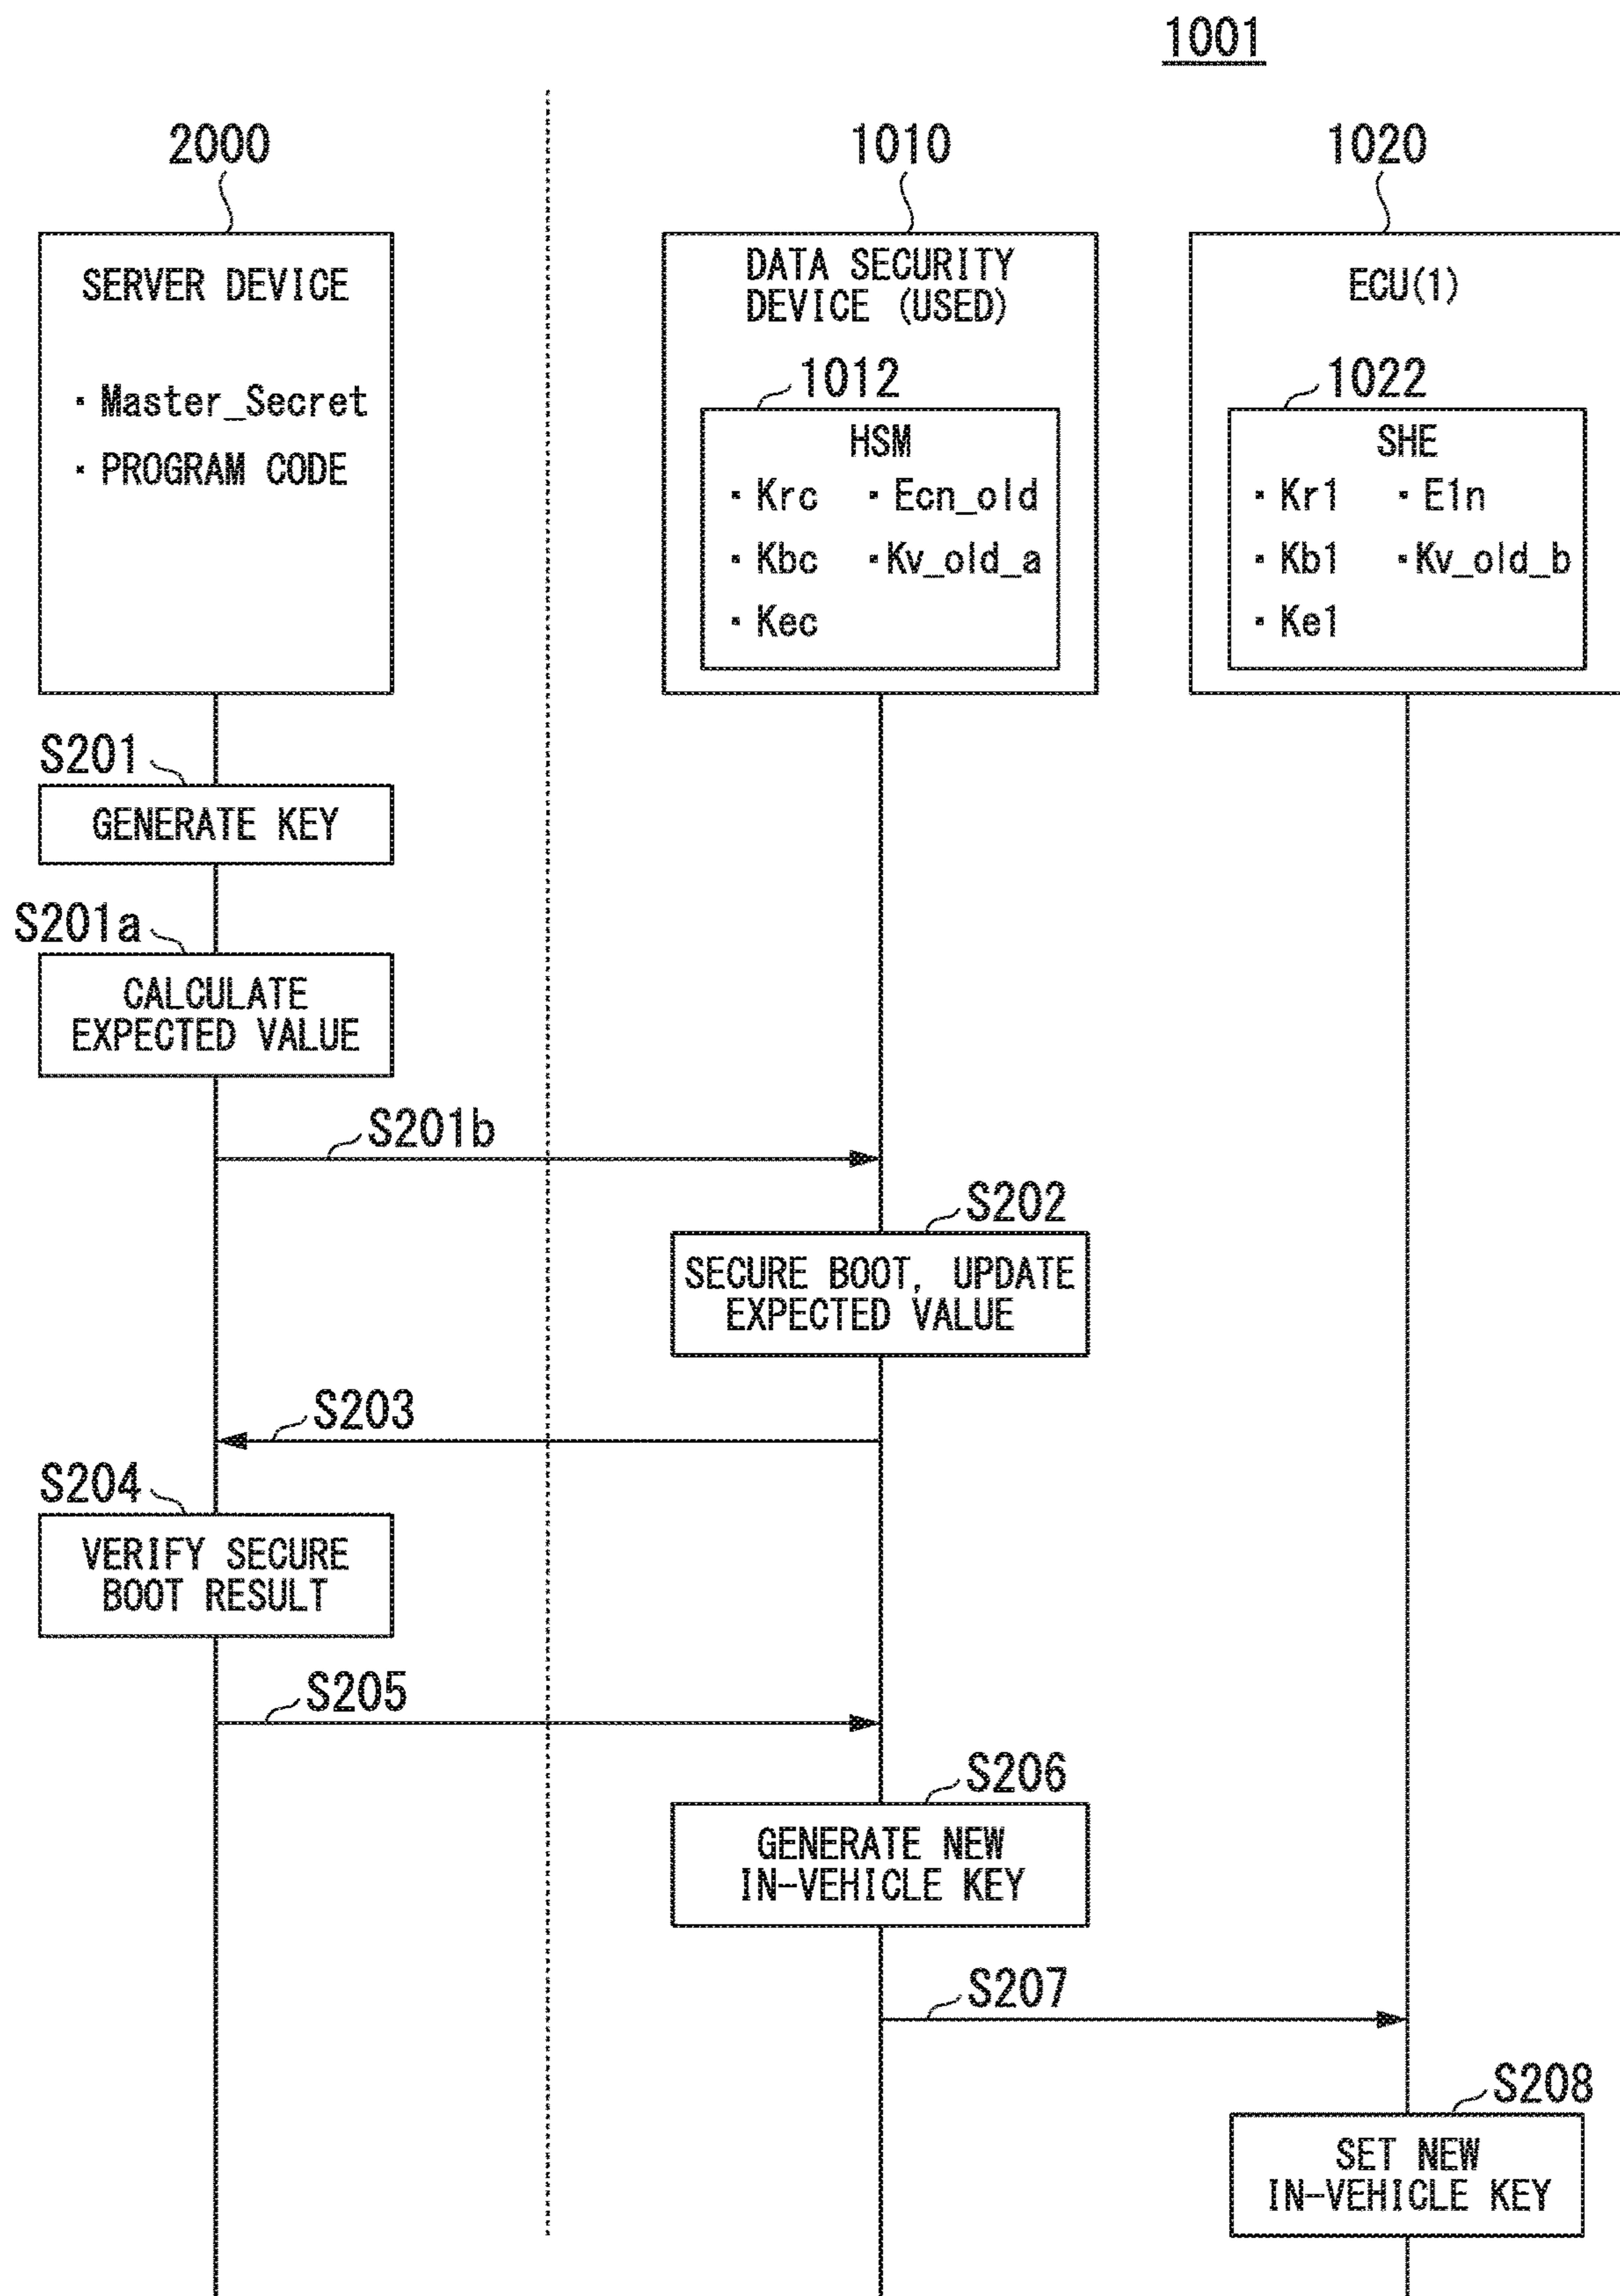 1001
2000
1010
1020
SERVER DEVICE
· Master_Secret
· PROGRAM CODE
DATA SECURITY
DEVICE (USED)
1012
HSM
· Krc · Ecn_old
· Kbc · Kv_old_a
· Kec
ECU(1)
1022
SHE
· Kr1 · E1n
· Kb1 · Kv_old_b
· Ke1
S201
GENERATE KEY
S201a
CALCULATE
EXPECTED VALUE
S201b
S202
SECURE BOOT, UPDATE
EXPECTED VALUE
S203
S204
VERIFY SECURE
BOOT RESULT
S205
S206
GENERATE NEW
IN-VEHICLE KEY
S207
S208
SET NEW
IN-VEHICLE KEY